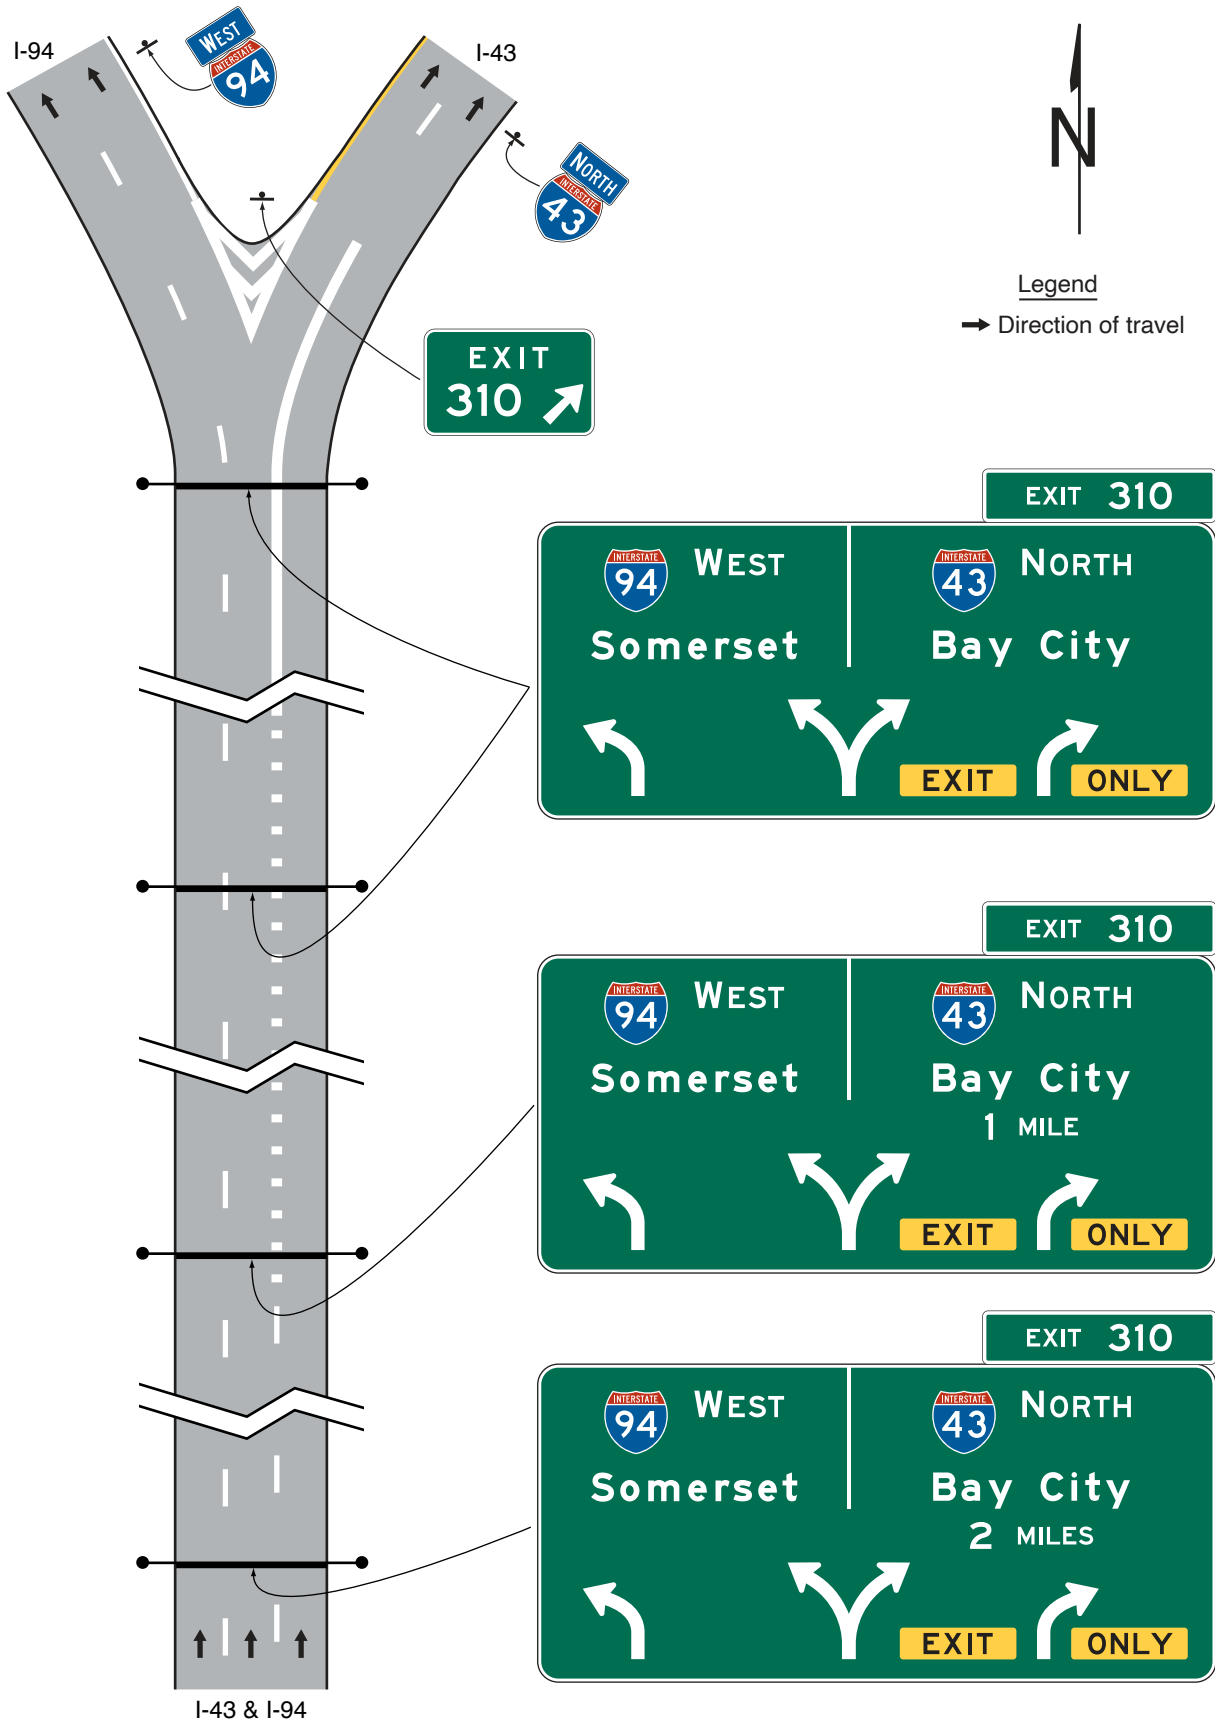 I-94
WEST
INTERSTATE
94
I-43
NORTH
INTERSTATE
43
N
Legend
Direction of travel
EXIT
310
EXIT 310
INTERSTATE
94 WEST
Somerset
INTERSTATE
43 NORTH
Bay City
EXIT ONLY
EXIT 310
INTERSTATE
94 WEST
Somerset
INTERSTATE
43 NORTH
Bay City
1 MILE
EXIT ONLY
EXIT 310
INTERSTATE
94 WEST
Somerset
INTERSTATE
43 NORTH
Bay City
2 MILES
EXIT ONLY
I-43 & I-94